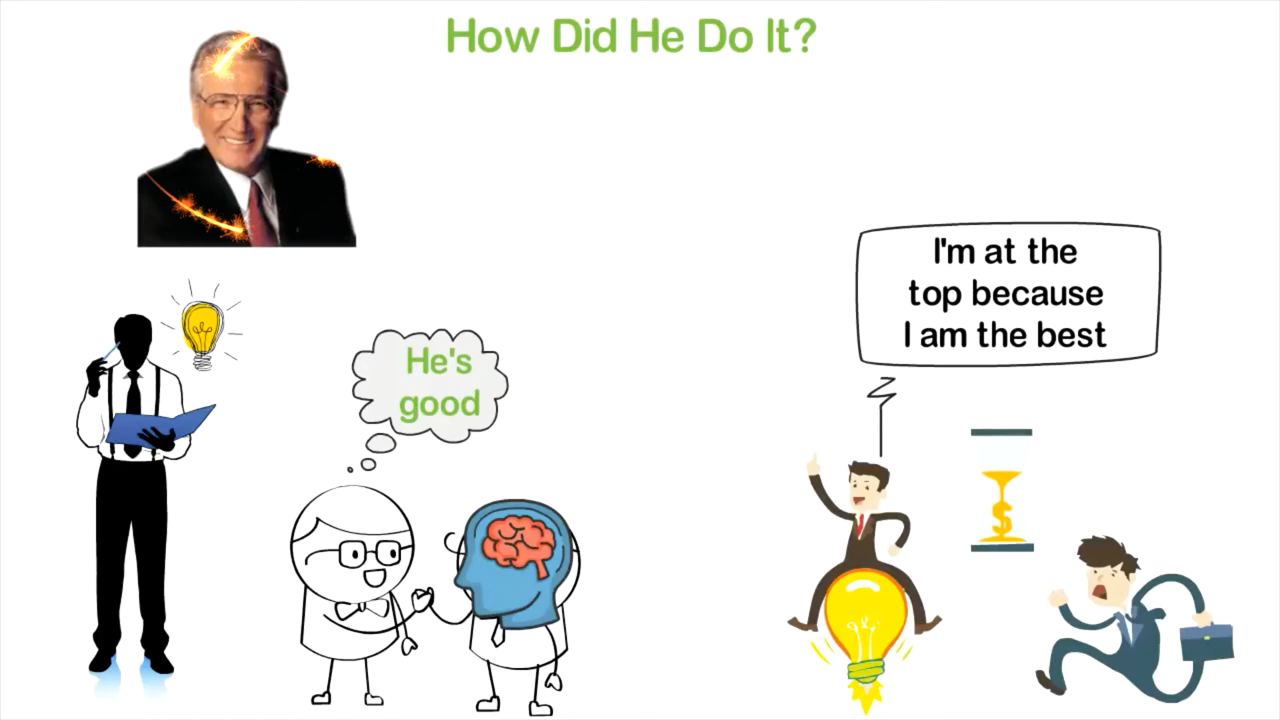 How Did He Do It?
He's
good
I'm at the
top because
I am the best
$